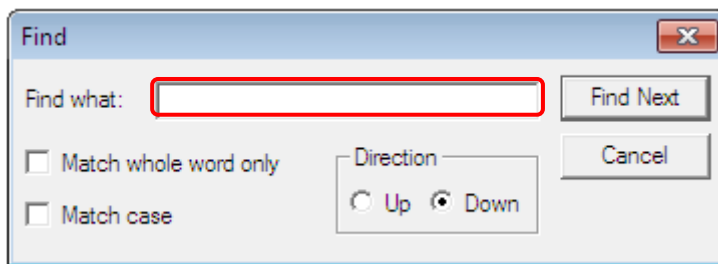 Find
Find what:
Find Next
Match whole word only
Direction
Cancel
Up
Down
Match case